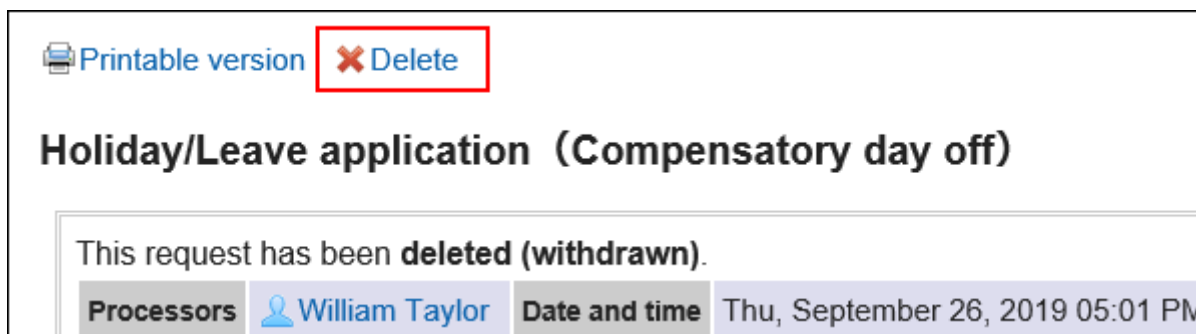 Printable version Delete
Holiday/Leave application（Compensatory day off）
This request has been deleted (withdrawn).
Processors William Taylor Date and time Thu, September 26, 2019 05:01 PM